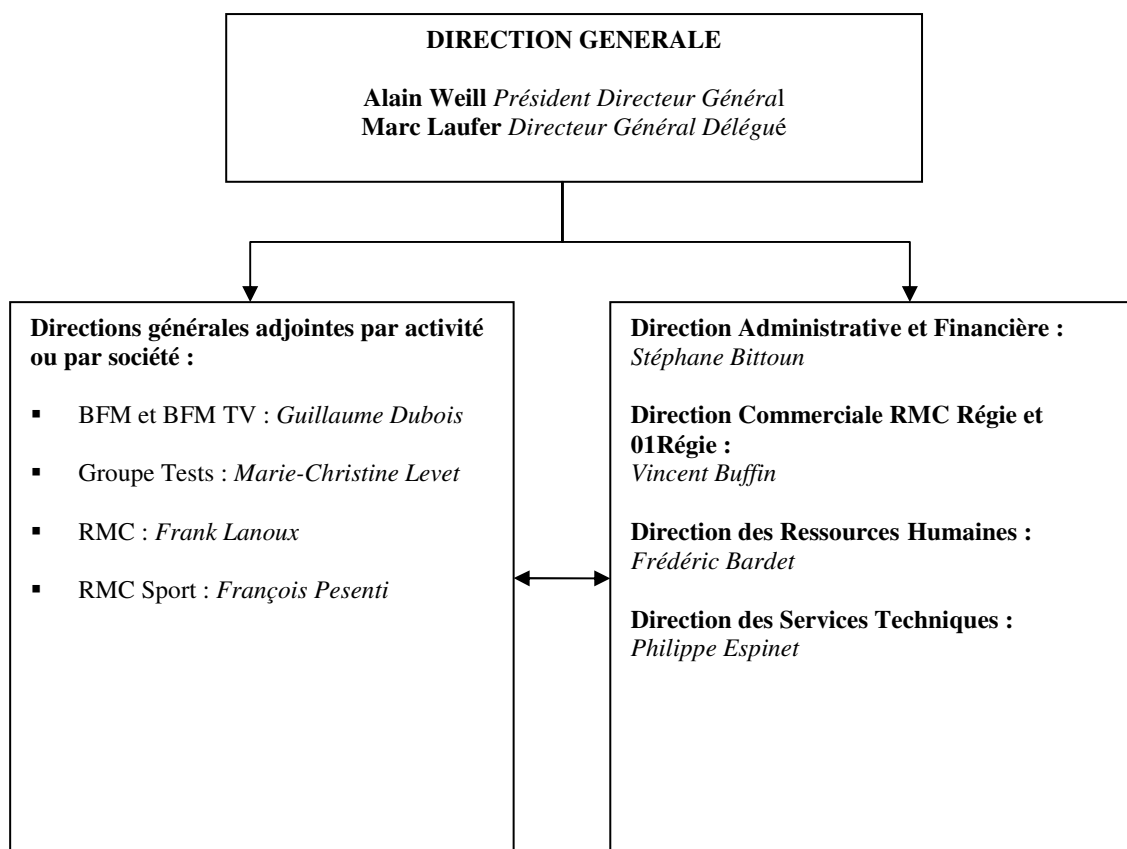 DIRECTION GENERALE
Alain Weill Président Directeur Général
Marc Laufer Directeur Général Délégué
Directions générales adjointes par activité
ou par société :
▪ BFM et BFM TV : Guillaume Dubois
▪ Groupe Tests : Marie-Christine Levet
▪ RMC : Frank Lanoux
▪ RMC Sport : François Pesenti
Direction Administrative et Financière :
Stéphane Bittoun
Direction Commerciale RMC Régie et
01Régie :
Vincent Buffin
Direction des Ressources Humaines :
Frédéric Bardet
Direction des Services Techniques :
Philippe Espinet